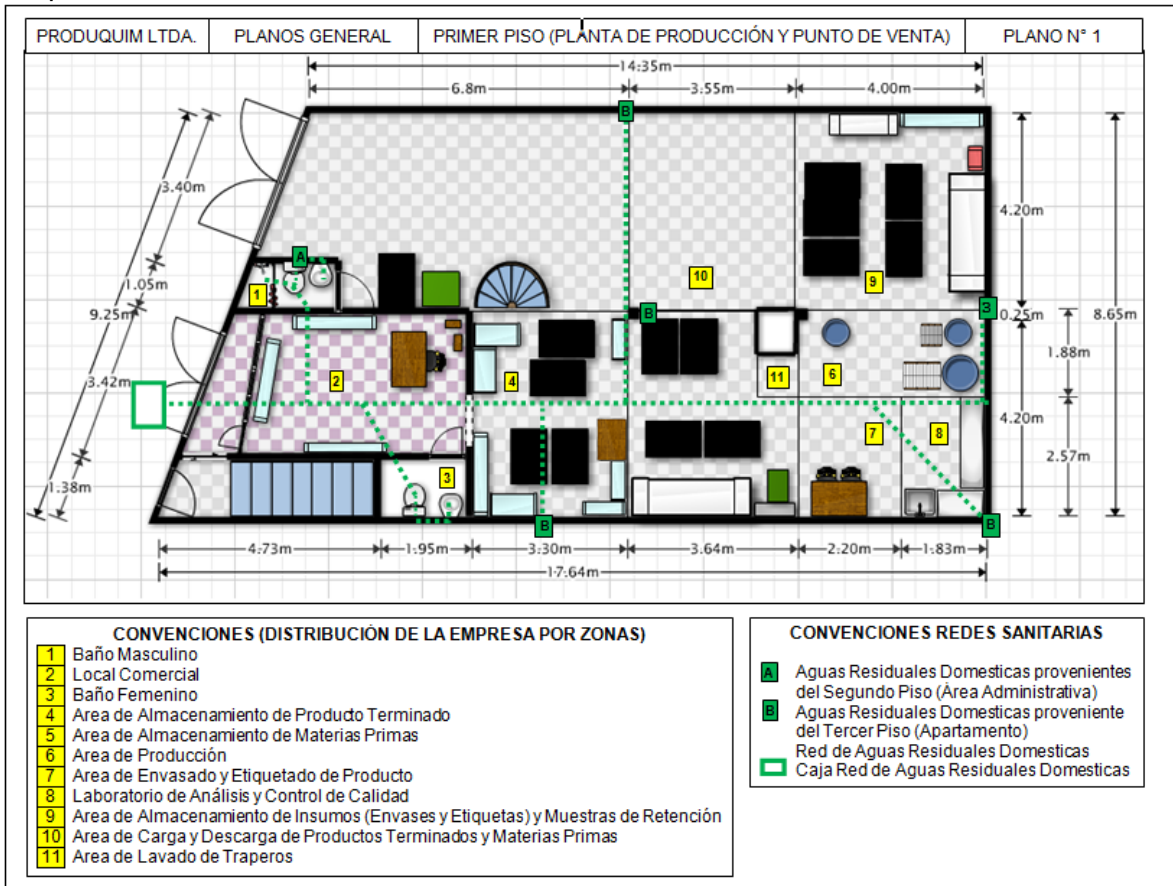 PRODUQUIM LTDA. PLANOS GENERAL PRIMER PISO (PLANTA DE PRODUCCIÓN Y PUNTO DE VENTA) PLANO N° 1
14.35m
6.8m 3.55m 4.00m
B
3.40m
4.20m
A
1.05m
1
10
9
9.25m
B
3
0.25m
8.65m
1.88m
3.42m
2
4
11
6
4.20m
7
8
2.57m
1.38m
3
B
B
4.73m 1.95m 3.30m 3.64m 2.20m 1.83m
17.64m
CONVENCIONES (DISTRIBUCIÓN DE LA EMPRESA POR ZONAS)
1 Baño Masculino
2 Local Comercial
3 Baño Femenino
4 Area de Almacenamiento de Producto Terminado
5 Area de Almacenamiento de Materias Primas
6 Area de Producción
7 Area de Envasado y Etiquetado de Producto
8 Laboratorio de Análisis y Control de Calidad
9 Area de Almacenamiento de Insumos (Envases y Etiquetas) y Muestras de Retención
10 Area de Carga y Descarga de Productos Terminados y Materias Primas
11 Area de Lavado de Traperos
CONVENCIONES REDES SANITARIAS
A Aguas Residuales Domesticas provenientes
del Segundo Piso (Área Administrativa)
B Aguas Residuales Domesticas proveniente
del Tercer Piso (Apartamento)
Red de Aguas Residuales Domesticas
Caja Red de Aguas Residuales Domesticas